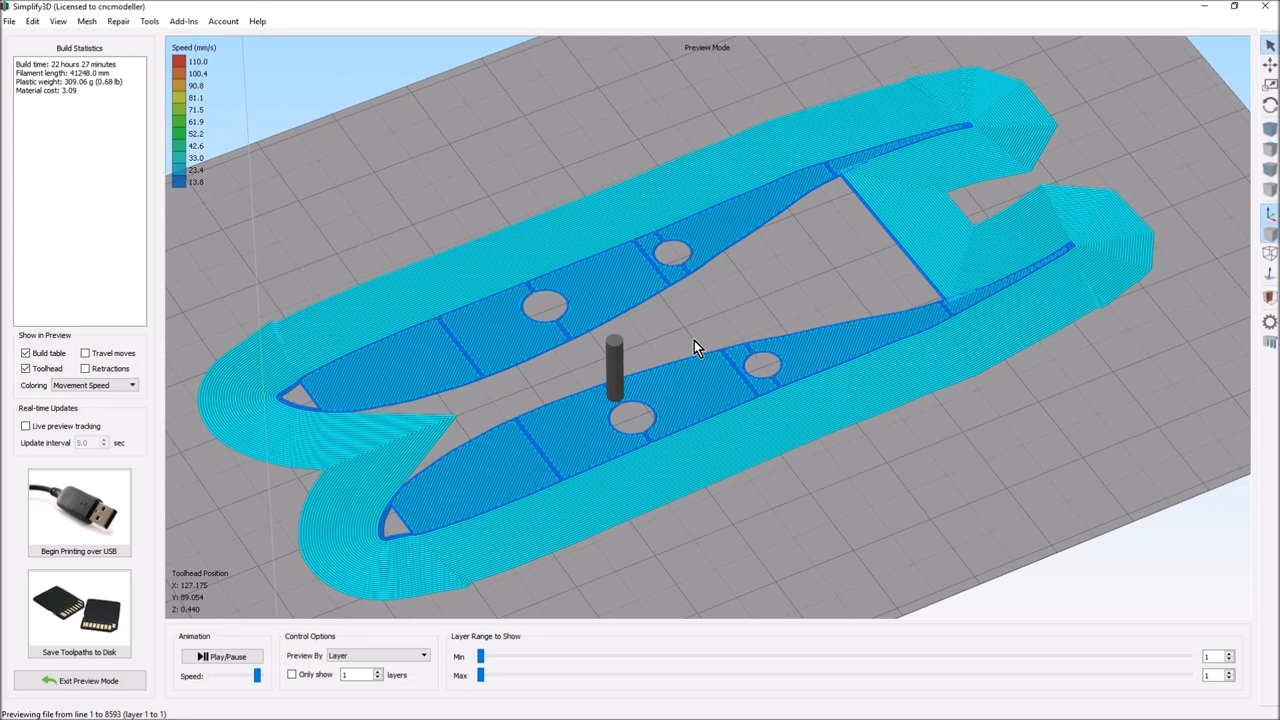 Simplify3D (Licensed to cncmodeller)
File Edit View Mesh Repair Tools Add-Ins Account Help
Build Statistics
Build time: 22 hours 27 minutes
Filament length: 41248.0 mm
Plastic weight: 309.06 g (0.68 lb)
Material cost: 3.09
Show in Preview
Build table Travel moves
Toolhead Retractions
Coloring Movement Speed
Real-time Updates
Live preview tracking
Update interval 5.0 sec
Begin Printing over USB
Save Toolpaths to Disk
Exit Preview Mode
Speed (mm/s)
110.0
100.4
90.8
81.1
71.5
61.9
52.2
42.6
33.0
23.4
13.8
Preview Mode
Toolhead Position
X: 127.175
Y: 89.054
Z: 0.440
Animation
Play/Pause
Speed:
Control Options
Preview By Layer
Only show 1 layers
Layer Range to Show
Min 1
Max 1
Previewing file from line 1 to 8593 (layer 1 to 1)